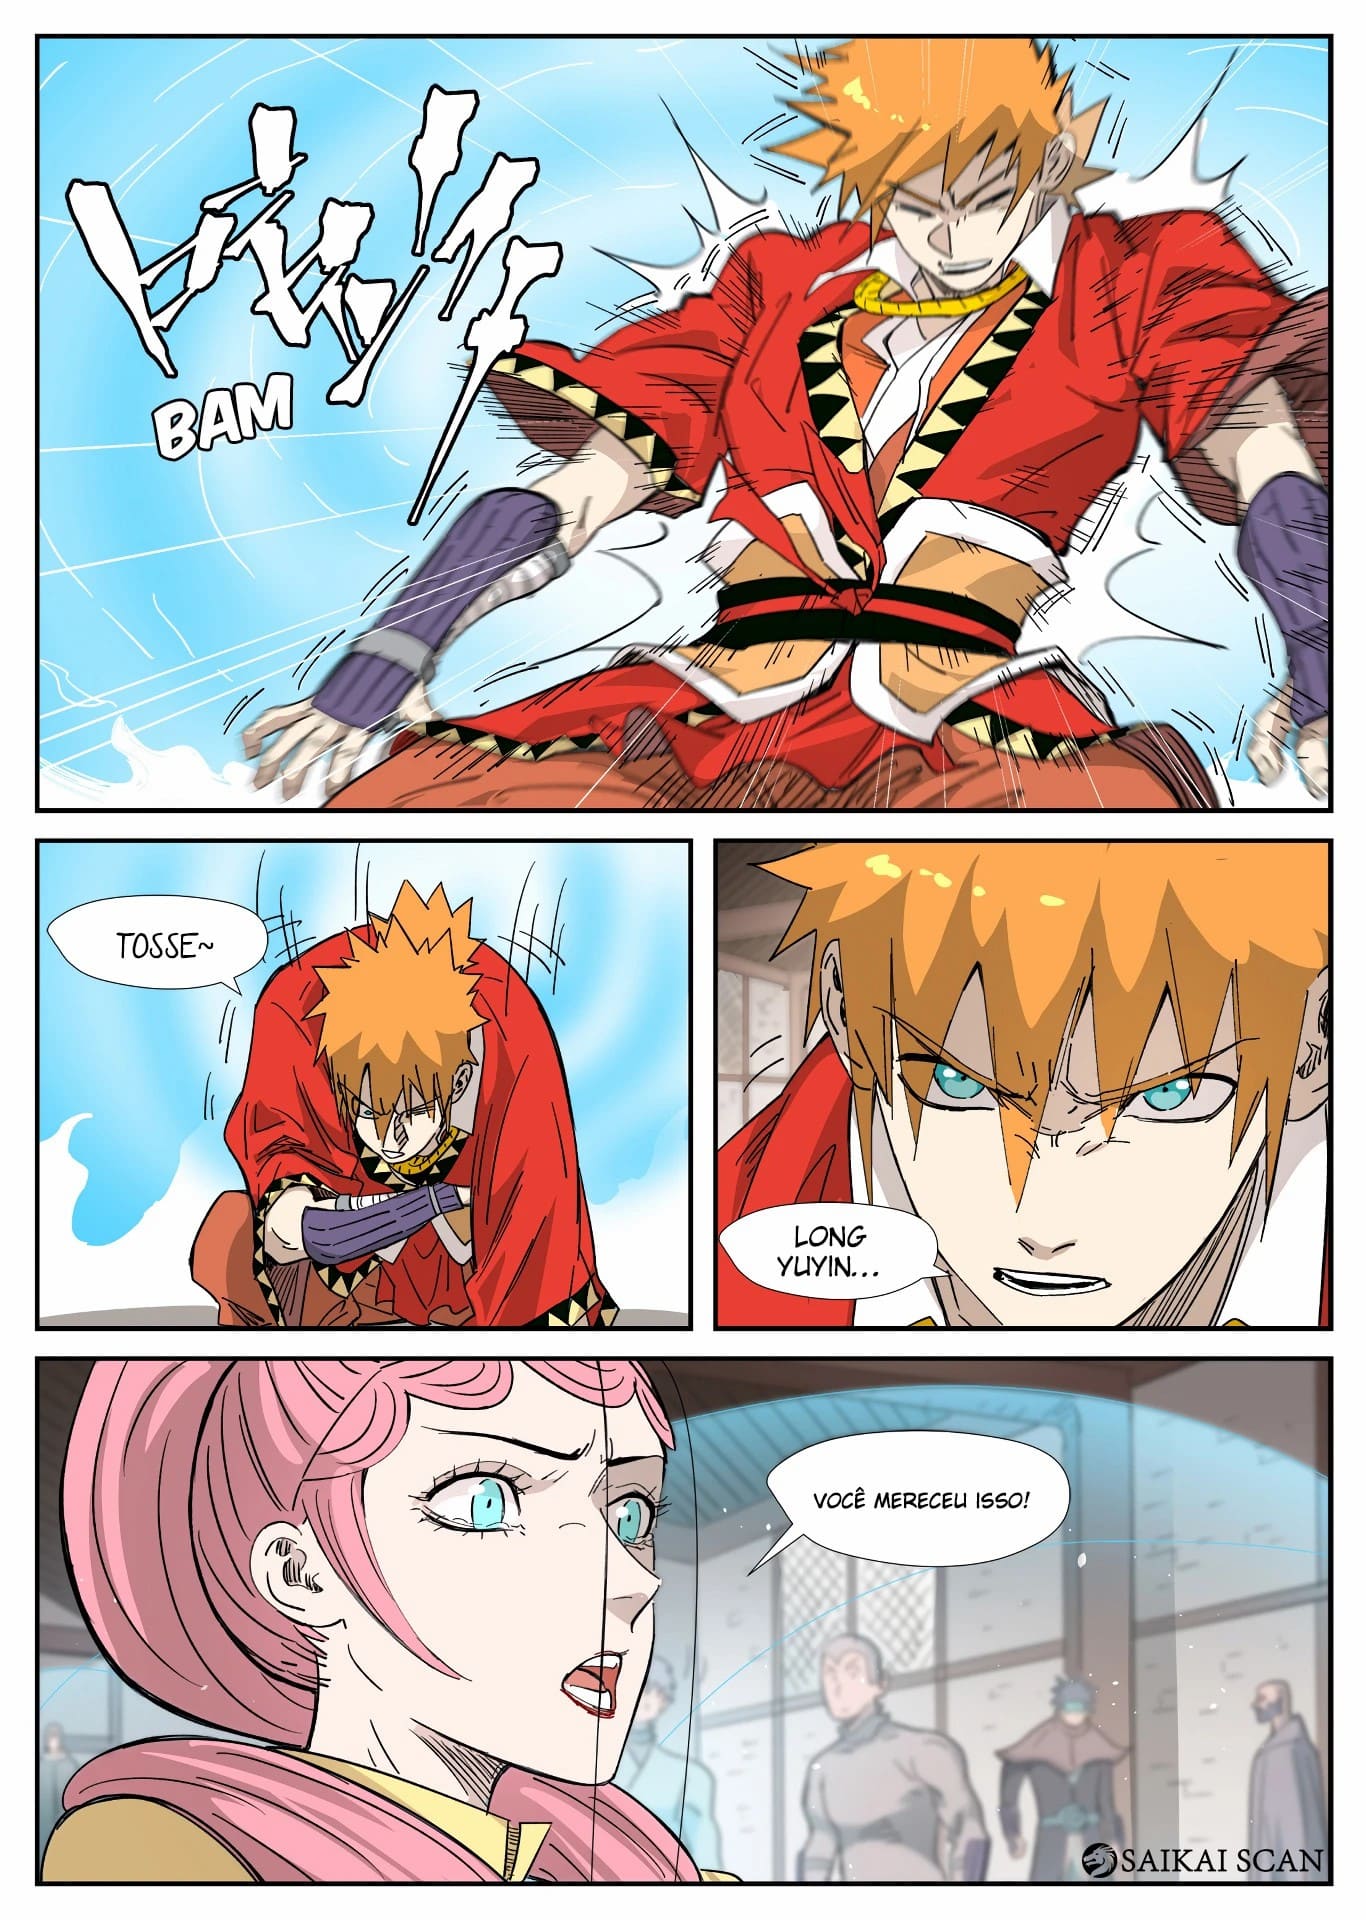 BAM
TOSSE~
LONG
YUYIN...
VOCÊ MERECEU ISSO!
SAIKAI SCAN